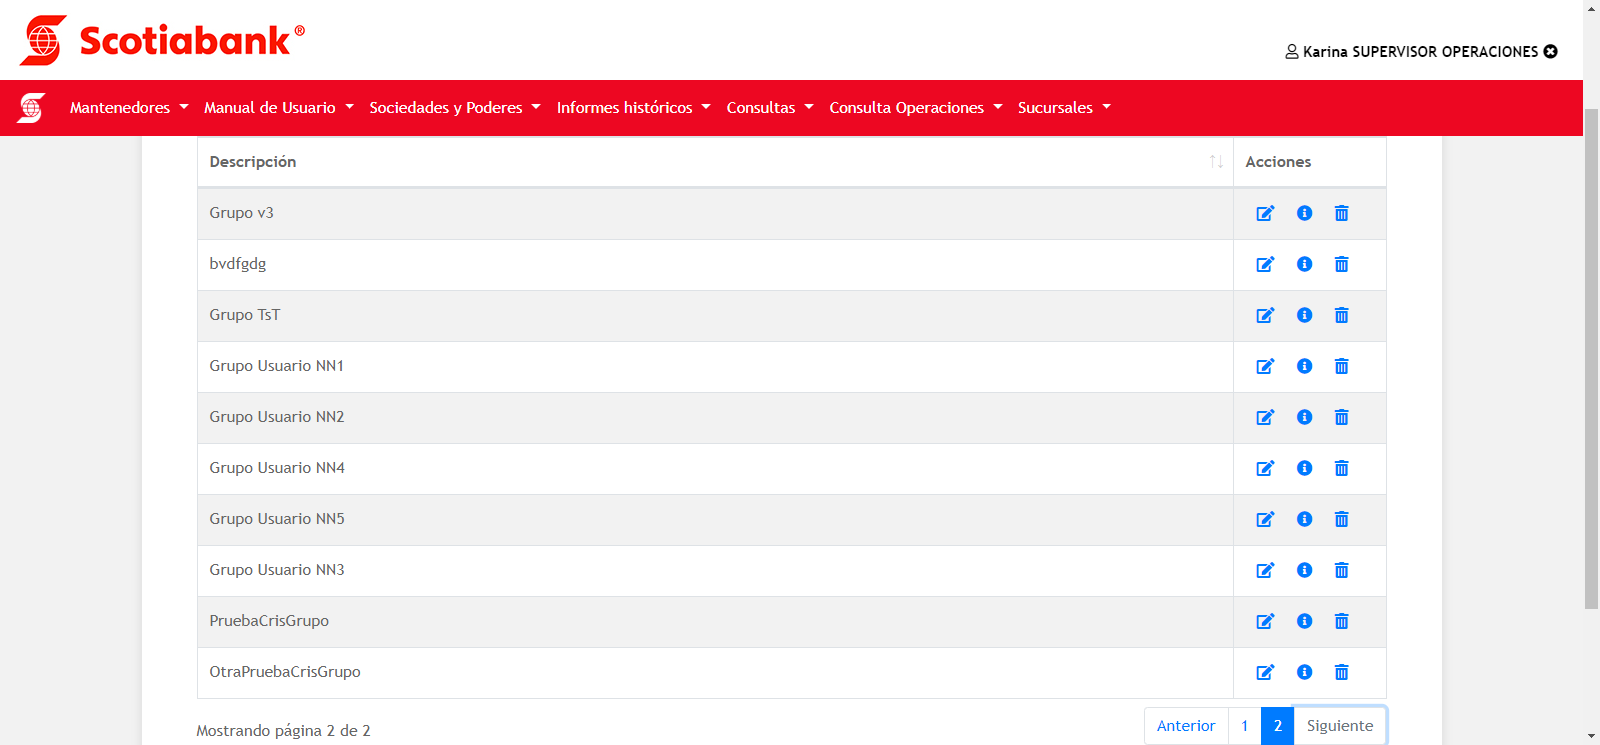 Scotiabank®
Karina SUPERVISOR OPERACIONES
Mantenedores Manual de Usuario Sociedades y Poderes Informes históricos Consultas Consulta Operaciones Sucursales
Descripción Acciones
Grupo v3
bvdfgdg
Grupo TsT
Grupo Usuario NN1
Grupo Usuario NN2
Grupo Usuario NN4
Grupo Usuario NN5
Grupo Usuario NN3
PruebaCrisGrupo
OtraPruebaCrisGrupo
Mostrando página 2 de 2 Anterior 1 2 Siguiente